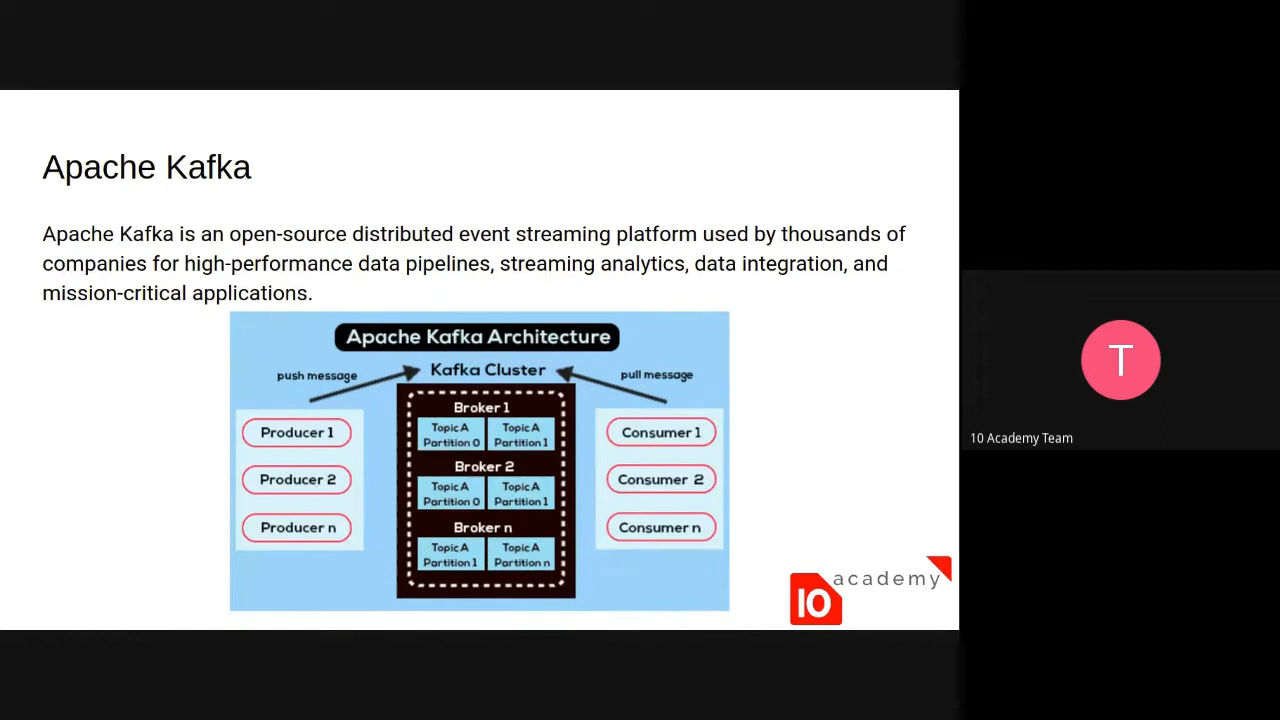 Apache Kafka
Apache Kafka is an open-source distributed event streaming platform used by thousands of
companies for high-performance data pipelines, streaming analytics, data integration, and
mission-critical applications.
Apache Kafka Architecture
push message
Kafka Cluster
pull message
Producer 1
Producer 2
Producer n
Broker 1
Topic A
Partition 0
Topic A
Partition 1
Broker 2
Topic A
Partition 0
Topic A
Partition 1
Broker n
Topic A
Partition 1
Topic A
Partition n
Consumer 1
Consumer 2
Consumer n
10 academy
T
10 Academy Team